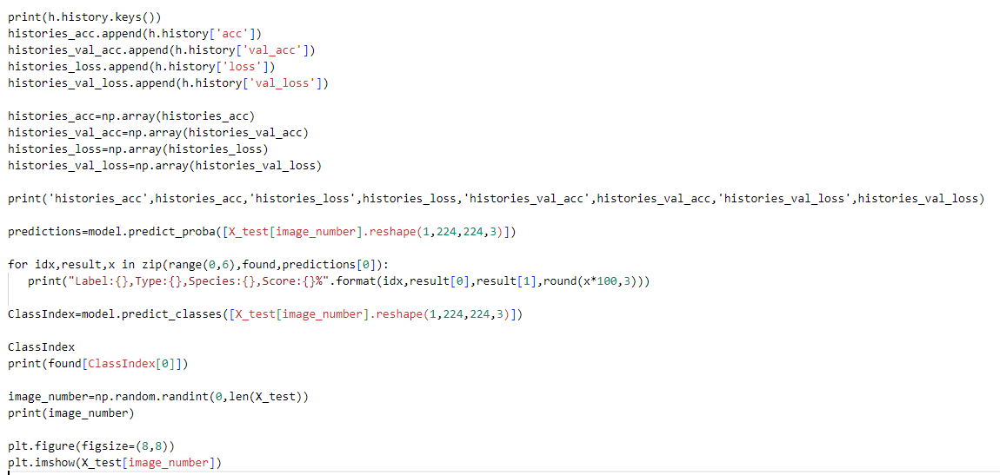 print(h.history.keys())
histories_acc.append(h.history['acc'])
histories_val_acc.append(h.history['val_acc'])
histories_loss.append(h.history['loss'])
histories_val_loss.append(h.history['val_loss'])
histories_acc=np.array(histories_acc)
histories_val_acc=np.array(histories_val_acc)
histories_loss=np.array(histories_loss)
histories_val_loss=np.array(histories_val_loss)
print('histories_acc',histories_acc,'histories_loss',histories_loss,'histories_val_acc',histories_val_acc,'histories_val_loss',histories_val_loss)
predictions=model.predict_proba([X_test[image_number].reshape(1,224,224,3)])
for idx,result,x in zip(range(0,6),found,predictions[0]):
   print("Label:{},Type:{},Species:{},Score:{}%".format(idx,result[0],result[1],round(x*100,3)))
ClassIndex=model.predict_classes([X_test[image_number].reshape(1,224,224,3)])
ClassIndex
print(found[ClassIndex[0]])
image_number=np.random.randint(0,len(X_test))
print(image_number)
plt.figure(figsize=(8,8))
plt.imshow(X_test[image_number])